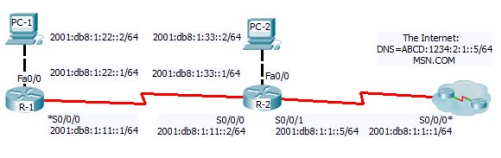 PC-1
2001:db8:1:22::2/64
2001:db8:1:33::2/64
PC-2
The Internet:
DNS=ABCD:1234:2:1::5/64
MSN.COM
Fa0/0
2001:db8:1:22::1/64
2001:db8:1:33::1/64
Fa0/0
R-1
R-2
*S0/0/0
S0/0/0
S0/0/1
S0/0/0*
2001:db8:1:11::1/64
2001:db8:1:11::2/64
2001:db:1:1::5/64
2001:db8:1:1::1/64